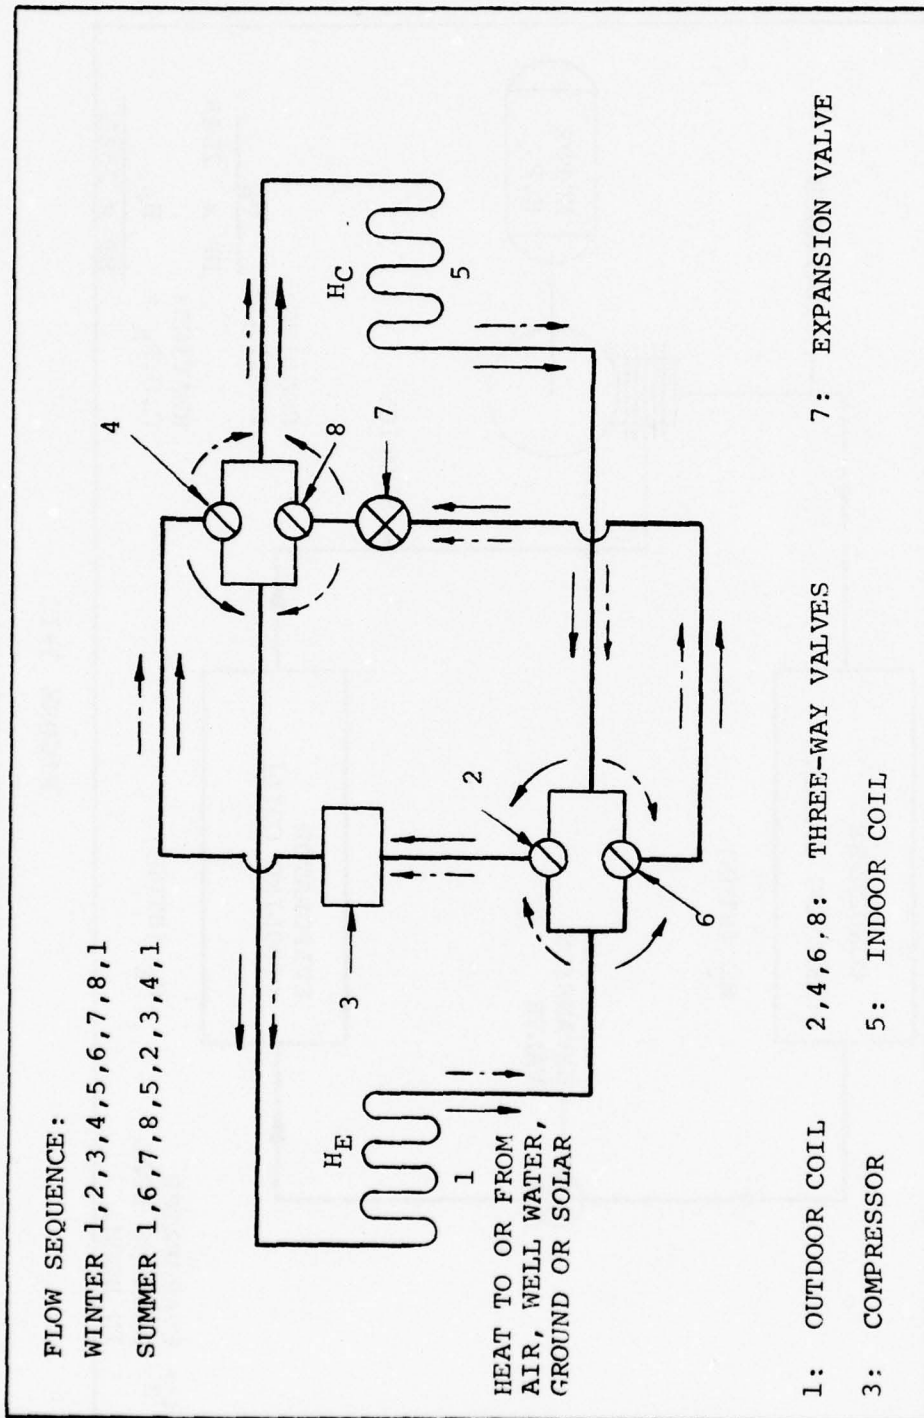 FLOW SEQUENCE:
WINTER 1,2,3,4,5,6,7,8,1
SUMMER 1,6,7,8,5,2,3,4,1
4
8
7
HC
5
3
2
6
HE
1
HEAT TO OR FROM
AIR, WELL WATER,
GROUND OR SOLAR
1: OUTDOOR COIL
2,4,6,8: THREE-WAY VALVES
7: EXPANSION VALVE
3: COMPRESSOR
5: INDOOR COIL